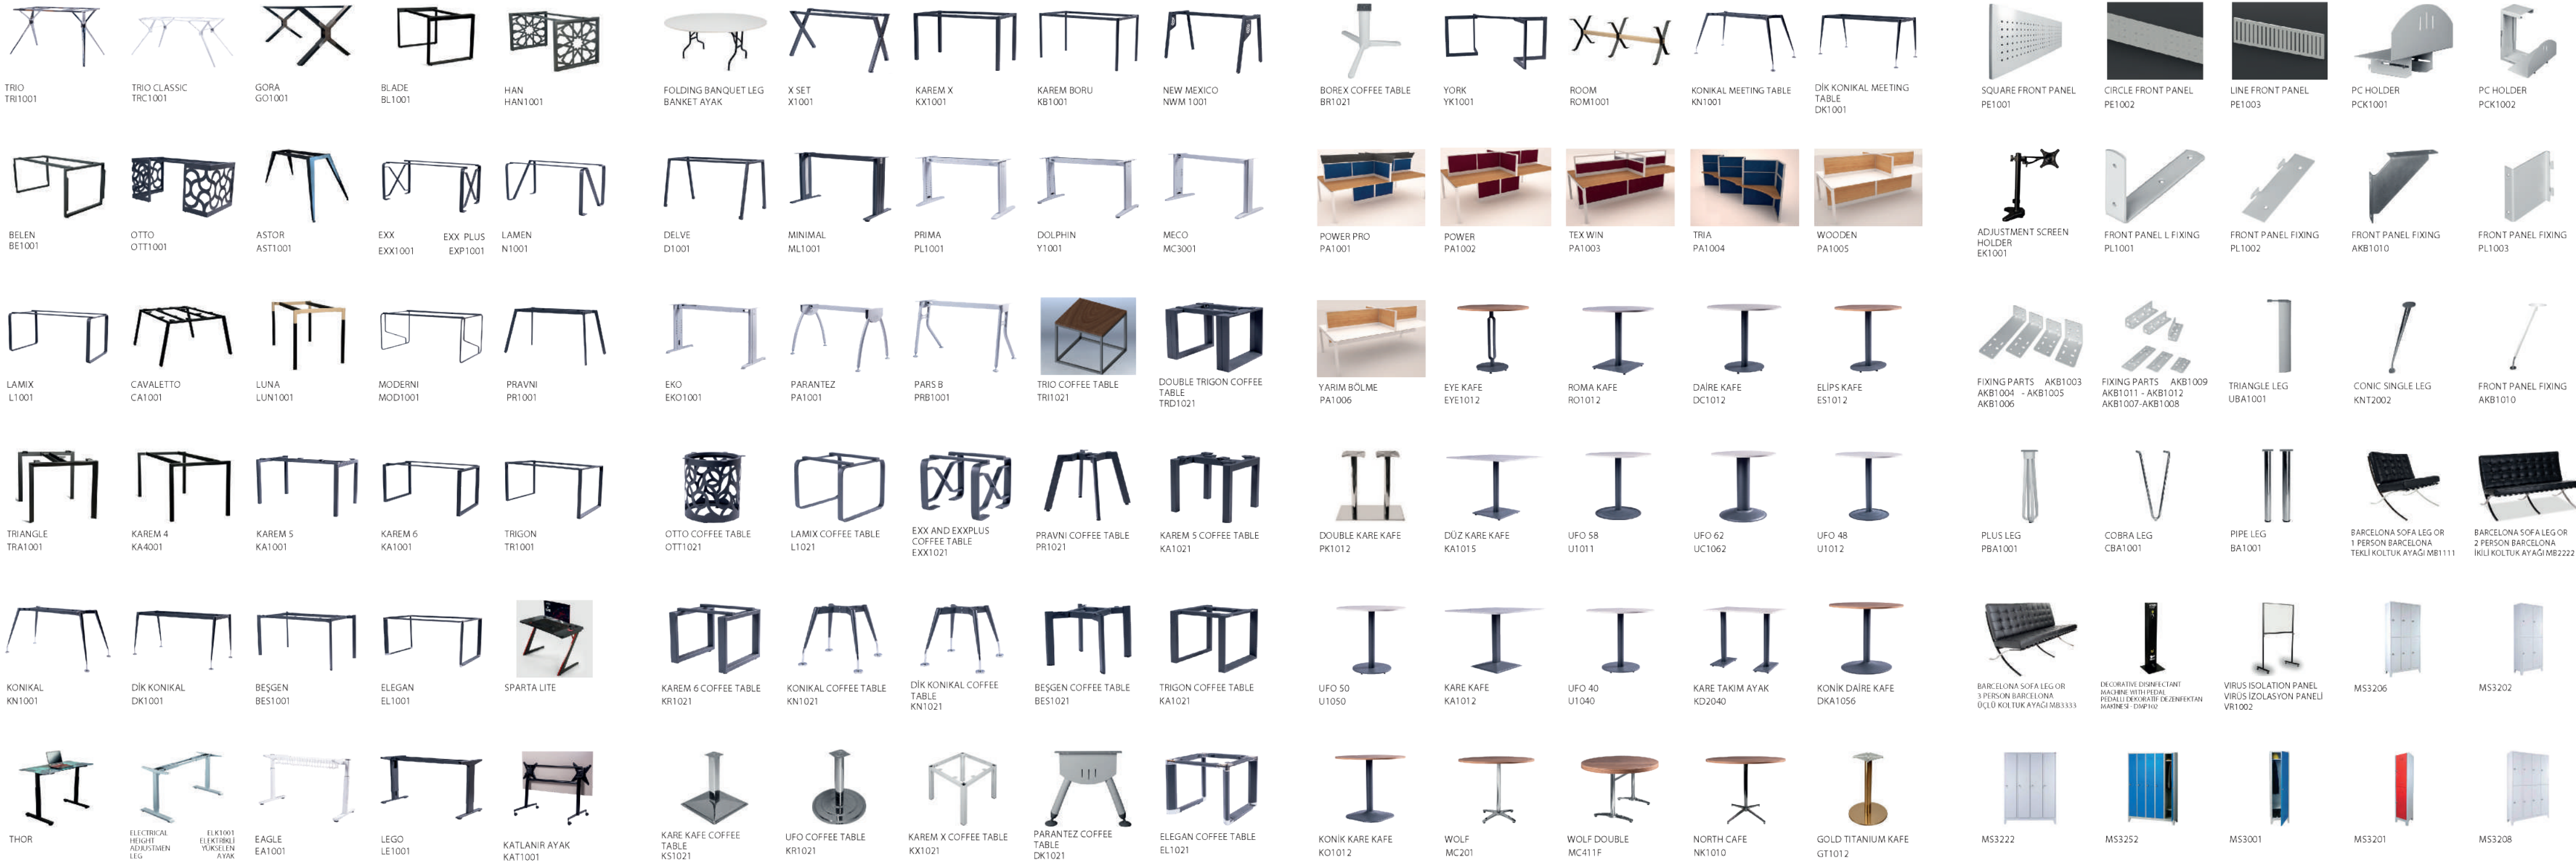 TRIO
TRI1001
TRIO CLASSIC
TRC1001
GORA
GO1001
BLADE
BL1001
HAN
HAN1001
FOLDING BANQUET LEG
BANKET AYAK
X SET
X1001
KAREM X
KX1001
KAREM BORU
KB1001
NEW MEXICO
NWM 1001
BOREX COFFEE TABLE
BR1021
YORK
YK1001
ROOM
ROM1001
KONIKAL MEETING TABLE
KN1001
DİK KONIKAL MEETING
TABLE
DK1001
SQUARE FRONT PANEL
PE1001
CIRCLE FRONT PANEL
PE1002
LINE FRONT PANEL
PE1003
PC HOLDER
PCK1001
PC HOLDER
PCK1002
BELEN
BE1001
OTTO
OTT1001
ASTOR
AST1001
EXX EXX PLUS
EXX1001 EXP1001
LAMEN
N1001
DELVE
D1001
MINIMAL
ML1001
PRIMA
PL1001
DOLPHIN
Y1001
MECO
MC3001
POWER PRO
PA1001
POWER
PA1002
TEX WIN
PA1003
TRIA
PA1004
WOODEN
PA1005
ADJUSTMENT SCREEN
HOLDER
EK1001
FRONT PANEL L FIXING
PL1001
FRONT PANEL FIXING
PL1002
FRONT PANEL FIXING
AKB1010
FRONT PANEL FIXING
PL1003
LAMIX
L1001
CAVALETTO
CA1001
LUNA
LUN1001
MODERNI
MOD1001
PRAVNI
PR1001
EKO
EKO1001
PARANTEZ
PA1001
PARS B
PRB1001
TRIO COFFEE TABLE
TRI1021
DOUBLE TRIGON COFFEE
TABLE
TRD1021
YARIM BÖLME
PA1006
EYE KAFE
EYE1012
ROMA KAFE
RO1012
DAİRE KAFE
DC1012
ELİPS KAFE
ES1012
FIXING PARTS AKB1003
AKB1004 - AKB1005
AKB1006
FIXING PARTS AKB1009
AKB1011 - AKB1012
AKB1007-AKB1008
TRIANGLE LEG
UBA1001
CONIC SINGLE LEG
KNT2002
FRONT PANEL FIXING
AKB1010
TRIANGLE
TRA1001
KAREM 4
KA4001
KAREM 5
KA1001
KAREM 6
KA1001
TRIGON
TR1001
OTTO COFFEE TABLE
OTT1021
LAMIX COFFEE TABLE
L1021
EXX AND EXXPLUS
COFFEE TABLE
EXX1021
PRAVNI COFFEE TABLE
PR1021
KAREM 5 COFFEE TABLE
KA1021
DOUBLE KARE KAFE
PK1012
DÜZ KARE KAFE
KA1015
UFO 58
U1011
UFO 62
UC1062
UFO 48
U1012
PLUS LEG
PBA1001
COBRA LEG
CBA1001
PIPE LEG
BA1001
BARCELONA SOFA LEG OR
1 PERSON BARCELONA
TEKLİ KOLTUK AYAĞI MB1111
BARCELONA SOFA LEG OR
2 PERSON BARCELONA
İKİLİ KOLTUK AYAĞI MB2222
KONIKAL
KN1001
DİK KONIKAL
DK1001
BEŞGEN
BES1001
ELEGAN
EL1001
SPARTA LITE
KAREM 6 COFFEE TABLE
KR1021
KONIKAL COFFEE TABLE
KN1021
DİK KONIKAL COFFEE
TABLE
KN1021
BEŞGEN COFFEE TABLE
BES1021
TRIGON COFFEE TABLE
KA1021
UFO 50
U1050
KARE KAFE
KA1012
UFO 40
U1040
KARE TAKIM AYAK
KD2040
KONİK DAİRE KAFE
DKA1056
BARCELONA SOFA LEG OR
3 PERSON BARCELONA
ÜÇLÜ KOLTUK AYAĞI MB3333
DECORATIVE DISINFECTANT
MACHINE WITH PEDAL
PEDALLI DEKORATİF DEZENFEKTAN
MAKİNESİ - DMP102
VIRUS ISOLATION PANEL
VIRÜS İZOLASYON PANELİ
VR1002
MS3206
MS3202
THOR
ELECTRICAL ELK1001
HEIGHT ELEKTRİKLİ
ADJUSTMEN YÜKSELEN
LEG AYAK
EAGLE
EA1001
LEGO
LE1001
KATLANIR AYAK
KAT1001
KARE KAFE COFFEE
TABLE
KS1021
UFO COFFEE TABLE
KR1021
KAREM X COFFEE TABLE
KX1021
PARANTEZ COFFEE
TABLE
DK1021
ELEGAN COFFEE TABLE
EL1021
KONİK KARE KAFE
KO1012
WOLF
MC201
WOLF DOUBLE
MC411F
NORTH CAFE
NK1010
GOLD TITANIUM KAFE
GT1012
MS3222
MS3252
MS3001
MS3201
MS3208